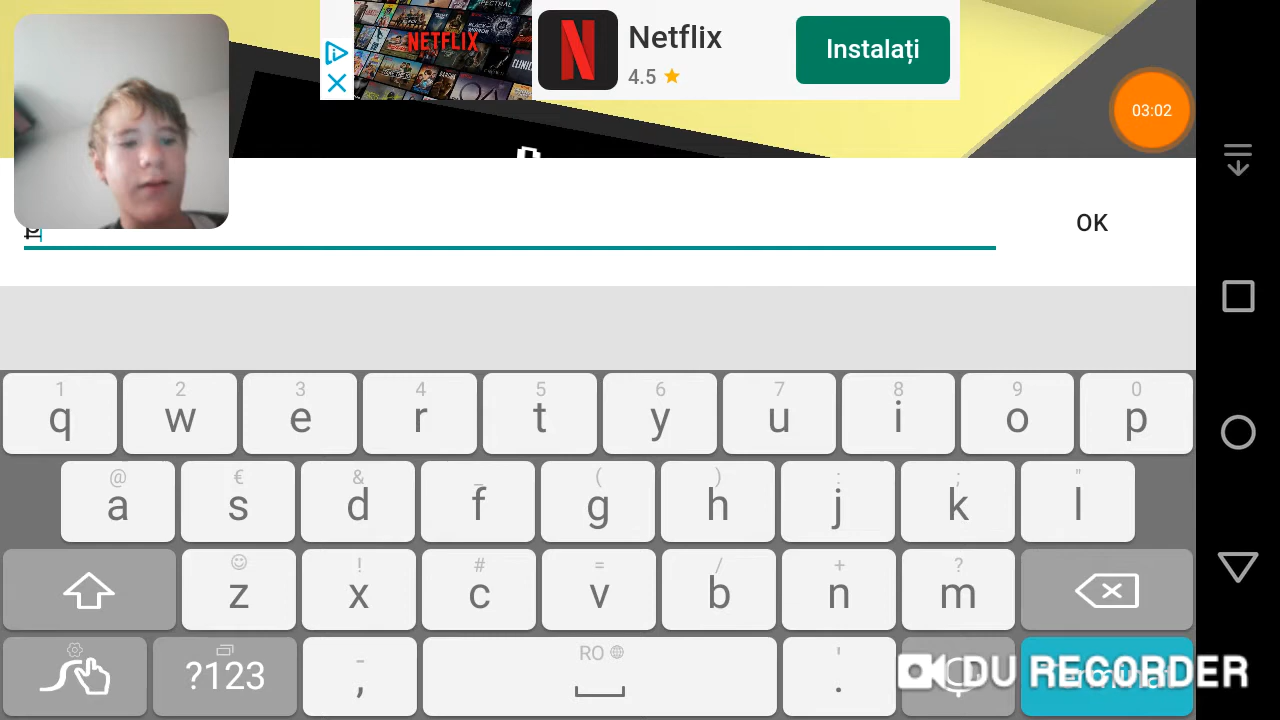 NETFLIX
Netflix
4.5
Instalați
03:02
OK
1 2 3 4 5 6 7 8 9 0
q w e r t y u i o p
@ € & _ ( ) : ; "
a s d f g h j k l
! # = / + ?
z x c v b n m
RO
?123 , - . '
DU RECORDER